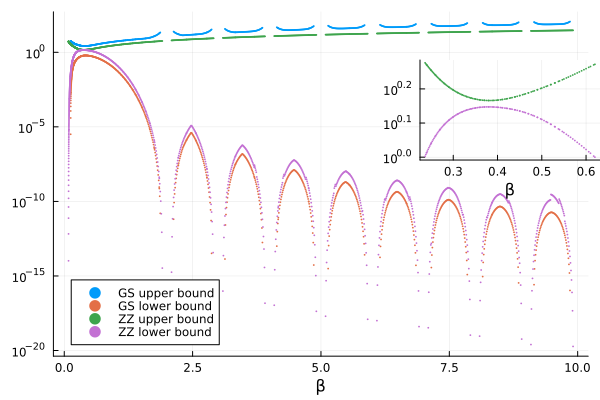 10⁰
10⁻⁵
10⁻¹⁰
10⁻¹⁵
10⁻²⁰
0.0 2.5 5.0 7.5 10.0
β
GS upper bound
GS lower bound
ZZ upper bound
ZZ lower bound
10⁰·²
10⁰·¹
10⁰·⁰
0.3 0.4 0.5 0.6
β